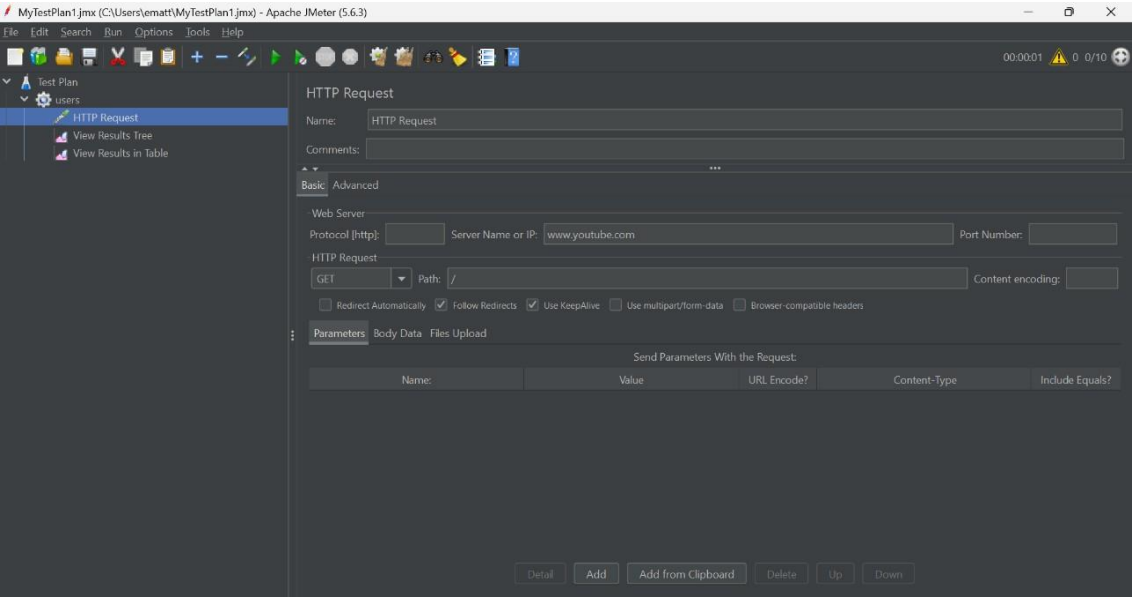 MyTestPlan1.jmx (C:\Users\ematt\MyTestPlan1.jmx) - Apache JMeter (5.6.3)
File Edit Search Run Options Tools Help
00:00:01 0 0/10
Test Plan
users
HTTP Request
View Results Tree
View Results in Table
HTTP Request
Name: HTTP Request
Comments:
Basic Advanced
Web Server
Protocol [http]: Server Name or IP: www.youtube.com Port Number:
HTTP Request
GET Path: / Content encoding:
Redirect Automatically Follow Redirects Use KeepAlive Use multipart/form-data Browser-compatible headers
Parameters Body Data Files Upload
Send Parameters With the Request:
Name: Value URL Encode? Content-Type Include Equals?
Detail Add Add from Clipboard Delete Up Down